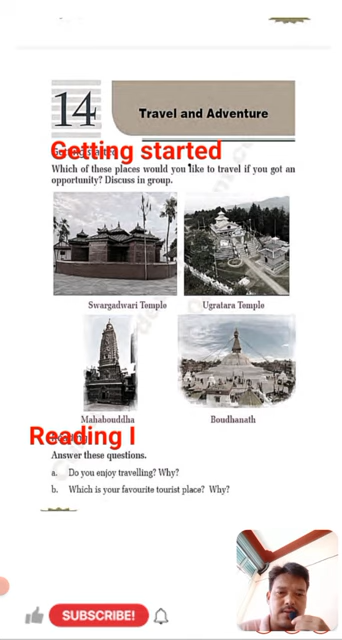 14
Travel and Adventure
Getting started
Which of these places would you like to travel if you got an
opportunity? Discuss in group.
Swargadwari Temple
Ugratara Temple
Mahabouddha
Boudhanath
Reading I
Answer these questions.
a. Do you enjoy travelling? Why?
b. Which is your favourite tourist place? Why?
SUBSCRIBE!